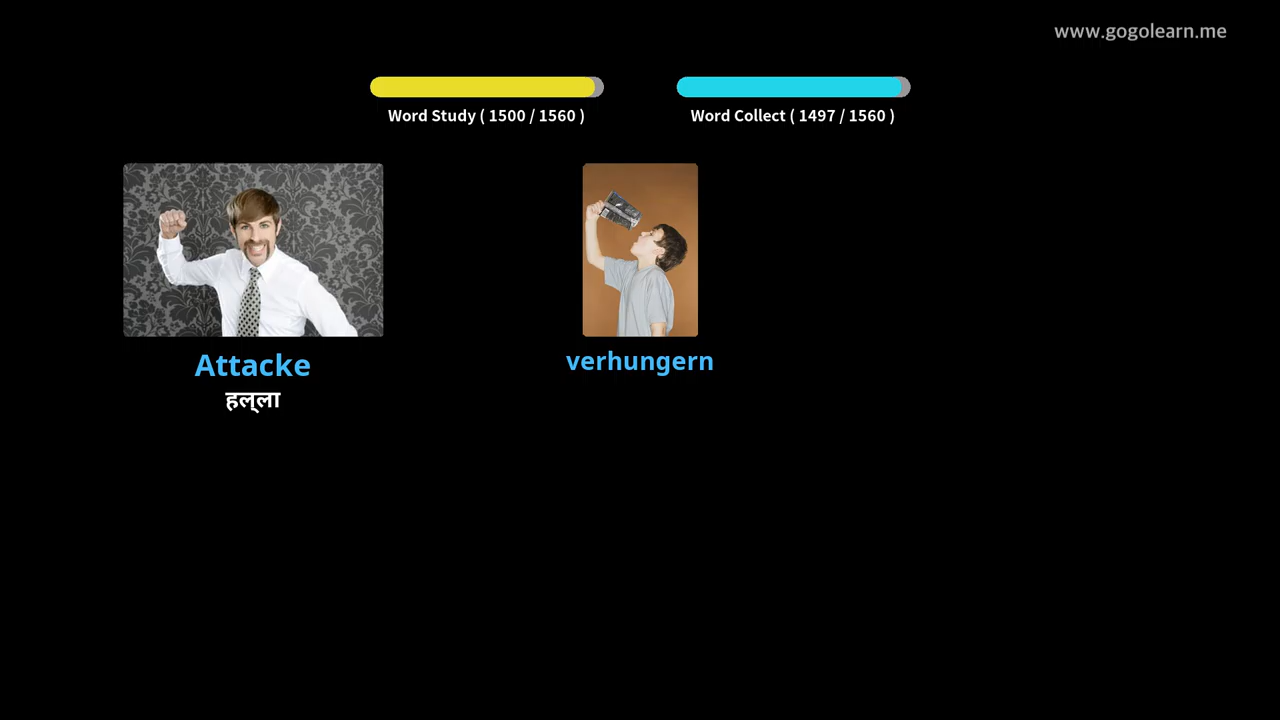 www.gogolearn.me
Word Study ( 1500 / 1560 )
Word Collect ( 1497 / 1560 )
Attacke
verhungern
हल्ला